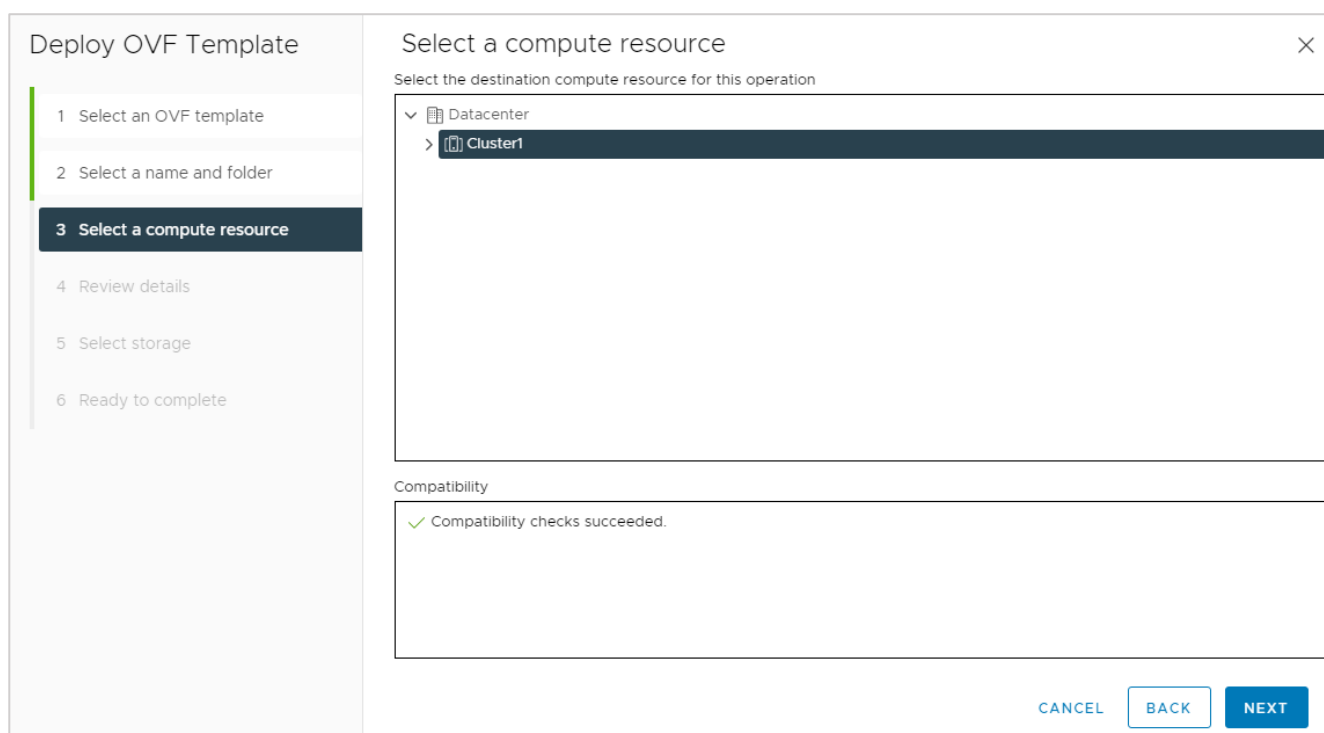 Deploy OVF Template
1 Select an OVF template
2 Select a name and folder
3 Select a compute resource
4 Review details
5 Select storage
6 Ready to complete
Select a compute resource
Select the destination compute resource for this operation
Datacenter
Cluster1
Compatibility
Compatibility checks succeeded.
CANCEL
BACK
NEXT